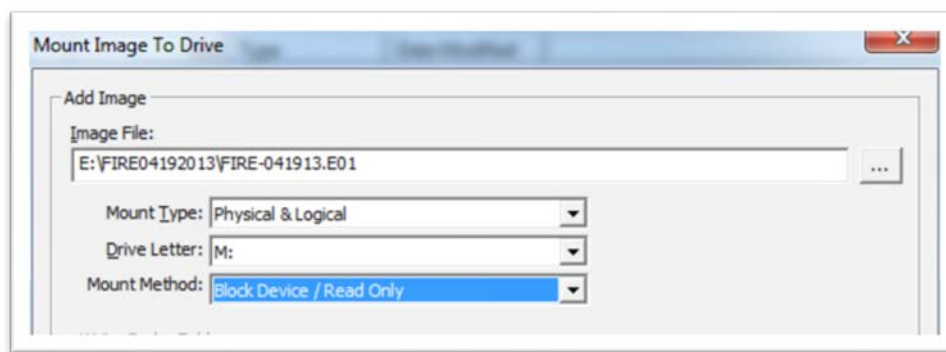 Mount Image To Drive
Add Image
Image File:
E:\FIRE04192013\FIRE-041913.E01
...
Mount Type: Physical & Logical
Drive Letter: M:
Mount Method: Block Device / Read Only